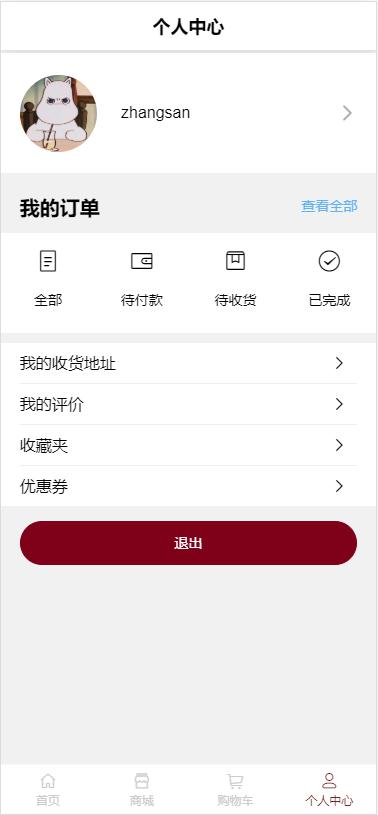 个人中心
zhangsan
我的订单 查看全部
全部 待付款 待收货 已完成
我的收货地址
我的评价
收藏夹
优惠券
退出
首页 商城 购物车 个人中心